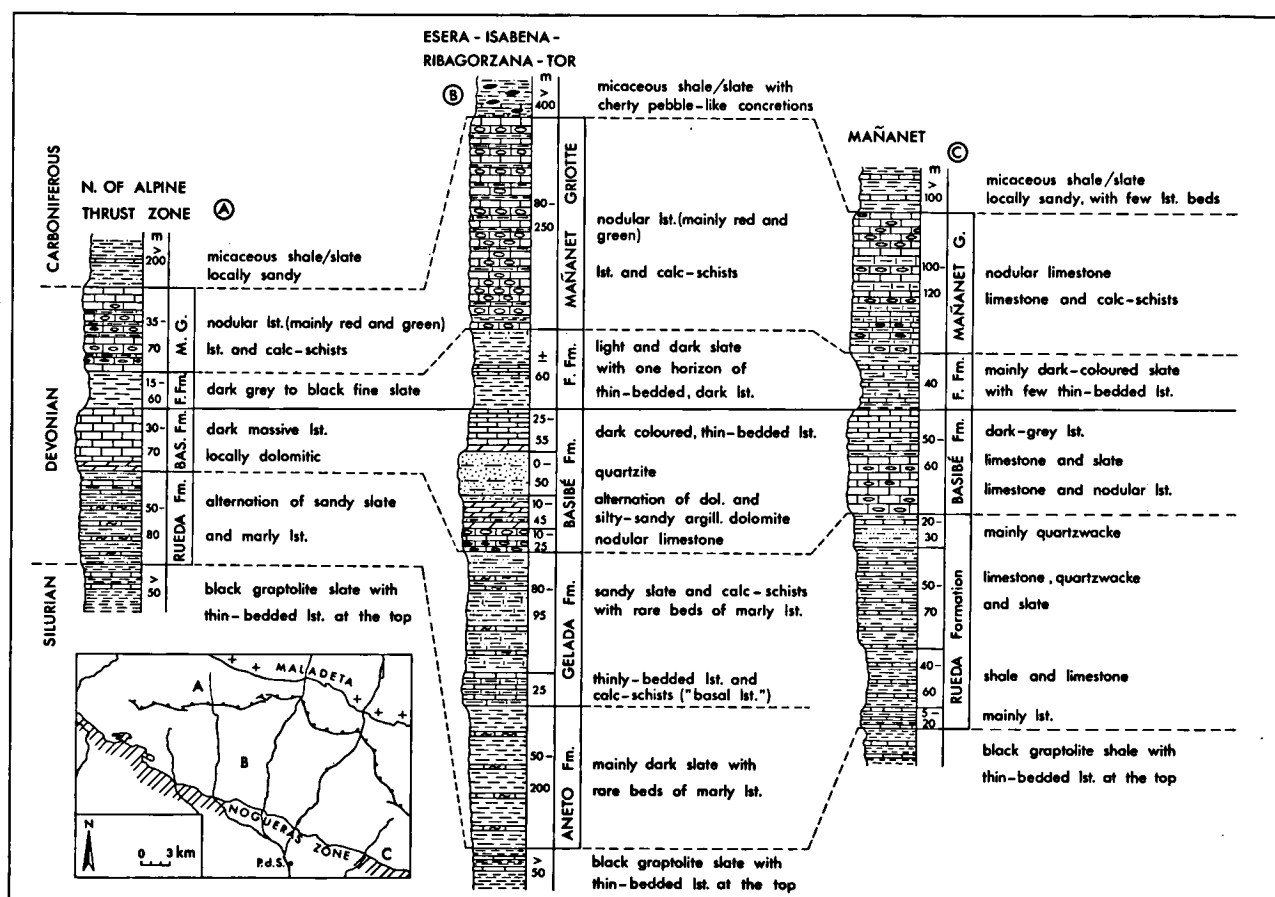 CARBONIFEROUS
DEVONIAN
SILURIAN
N. OF ALPINE
THRUST ZONE
A
m
v
200
micaceous shale/slate
locally sandy
35-
70
M. G.
nodular lst.(mainly red and green)
lst. and calc-schists
15-
60
F. Fm.
dark grey to black fine slate
30-
70
BAS. Fm.
dark massive lst.
locally dolomitic
50-
80
RUEDA Fm.
alternation of sandy slate
and marly lst.
v
50
black graptolite slate with
thin-bedded lst. at the top
ESERA - ISABENA -
RIBAGORZANA - TOR
B
m
v
400
micaceous shale/slate with
cherty pebble-like concretions
80-
250
MAÑANET GRIOTTE
nodular lst.(mainly red and
green)
lst. and calc-schists
60
F. Fm.
light and dark slate
with one horizon of
thin-bedded, dark lst.
25-
55
0-
50
10-
45
10-
25
BASIBÉ Fm.
dark coloured, thin-bedded lst.
quartzite
alternation of dol. and
silty-sandy argill. dolomite
nodular limestone
80-
95
25
GELADA Fm.
sandy slate and calc-schists
with rare beds of marly lst.
thinly-bedded lst. and
calc-schists ("basal lst.")
50-
200
ANETO Fm.
mainly dark slate with
rare beds of marly lst.
v
50
black graptolite slate with
thin-bedded lst. at the top
MAÑANET
C
m
v
100
micaceous shale/slate
locally sandy, with few lst. beds
100-
120
MAÑANET G.
nodular limestone
limestone and calc-schists
40
F. Fm.
mainly dark-coloured slate
with few thin-bedded lst.
50-
60
BASIBÉ Fm.
dark-grey lst.
limestone and slate
limestone and nodular lst.
20-
30
50-
70
40-
60
5-
20
RUEDA Formation
mainly quartzwacke
limestone, quartzwacke
and slate
shale and limestone
mainly lst.
black graptolite shale with
thin-bedded lst. at the top
MALADETA
A
B
NOGUERAS ZONE
C
P.d.S.
N
0 3 km